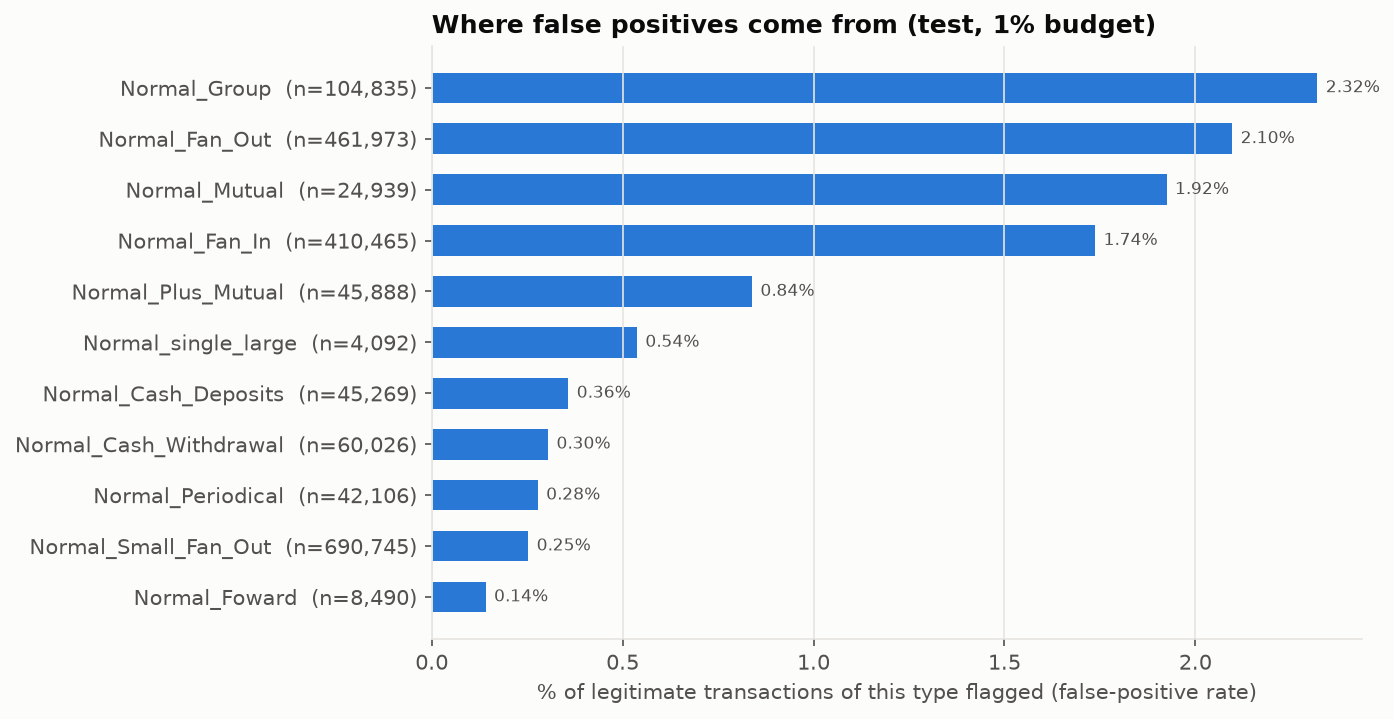 Where false positives come from (test, 1% budget)
Normal_Group (n=104,835) 2.32%
Normal_Fan_Out (n=461,973) 2.10%
Normal_Mutual (n=24,939) 1.92%
Normal_Fan_In (n=410,465) 1.74%
Normal_Plus_Mutual (n=45,888) 0.84%
Normal_single_large (n=4,092) 0.54%
Normal_Cash_Deposits (n=45,269) 0.36%
Normal_Cash_Withdrawal (n=60,026) 0.30%
Normal_Periodical (n=42,106) 0.28%
Normal_Small_Fan_Out (n=690,745) 0.25%
Normal_Foward (n=8,490) 0.14%
0.0 0.5 1.0 1.5 2.0
% of legitimate transactions of this type flagged (false-positive rate)